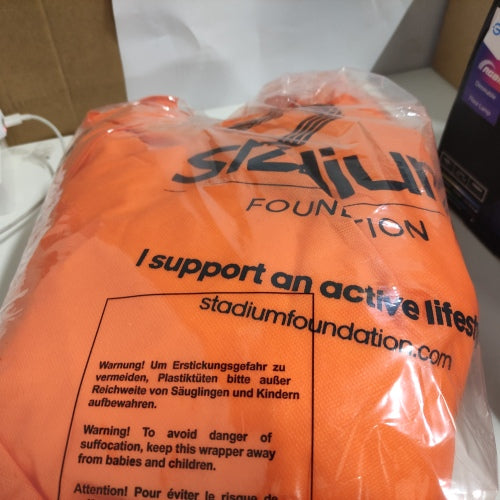 Stadium
FOUNDATION
I support an active lifest
stadiumfoundation.com
Warnung! Um Erstickungsgefahr zu
vermeiden, Plastiktüten bitte außer
Reichweite von Säuglingen und Kindern
aufbewahren.
Warning! To avoid danger of
suffocation, keep this wrapper away
from babies and children.
Attention! Pour éviter le risque de